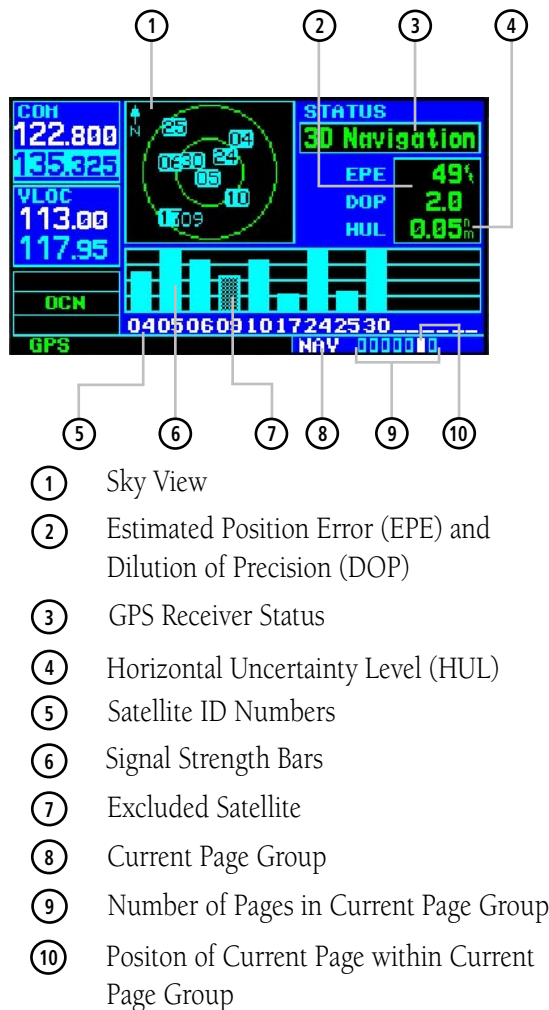 1 2 3 4
COM
122.800
135.325
VLOC
113.00
117.95
OCN
GPS
N
25
04
0630 24
05
10
1709
STATUS
3D Navigation
EPE 49ft
DOP 2.0
HUL 0.05nm
040506091017242530__ __ __
NAV
5 6 7 8 9 10
1 Sky View
2 Estimated Position Error (EPE) and
Dilution of Precision (DOP)
3 GPS Receiver Status
4 Horizontal Uncertainty Level (HUL)
5 Satellite ID Numbers
6 Signal Strength Bars
7 Excluded Satellite
8 Current Page Group
9 Number of Pages in Current Page Group
10 Positon of Current Page within Current
Page Group